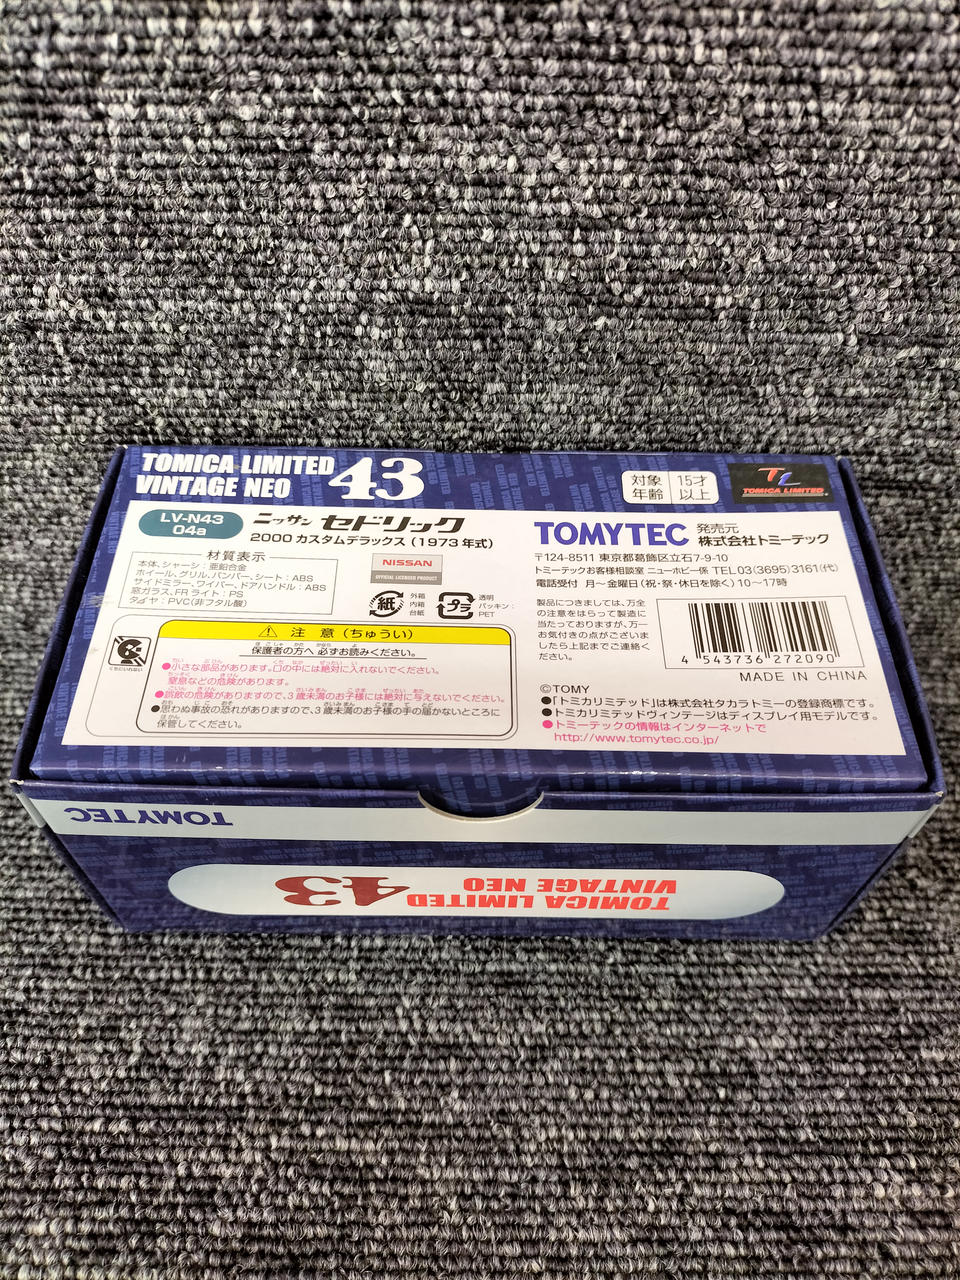 TOMICA LIMITED
VINTAGE NEO 43
対象
年齢
15才
以上
TL
TOMICA LIMITED
LV-N43
04a
ニッサン セドリック
2000 カスタムデラックス (1973年式)
材質表示
本体、シャーシ:亜鉛合金
ホイール、グリル、バンパー、シート:ABS
サイドミラー、ワイパー、ドアハンドル:ABS
窓ガラス、FRライト:PS
タイヤ:PVC(非フタル酸)
NISSAN
OFFICIAL LICENSED PRODUCT
紙
外箱
内箱
台紙
プラ
透明
パッキン:
PET
注意(ちゅうい)
保護者の方へ 必ずお読みください。
●小さな部品があります。口の中には絶対に入れないでください。
窒息などの危険があります。
●誤飲の危険がありますので、3歳未満のお子様には絶対に与えないでください。
●思わぬ事故の恐れがありますので、3歳未満のお子様の手の届かないところに
保管してください。
くちにいれない
TOMYTEC 発売元
株式会社トミーテック
〒124-8511 東京都葛飾区立石7-9-10
トミーテックお客様相談室 ニューホビー係 TEL 03(3695)3161(代)
電話受付 月~金曜日(祝・祭・休日を除く)10~17時
製品につきましては、万全
の注意をはらって製造に
当たっておりますが、万一
お気付きの点がございま
したら上記までご連絡く
ださい。
4 543736 272090
MADE IN CHINA
©TOMY
●「トミカリミテッド」は株式会社タカラトミーの登録商標です。
●トミカリミテッドヴィンテージはディスプレイ用モデルです。
●トミーテックの情報はインターネットで
http://www.tomytec.co.jp/
TOMYTEC
TOMICA LIMITED
VINTAGE NEO 43